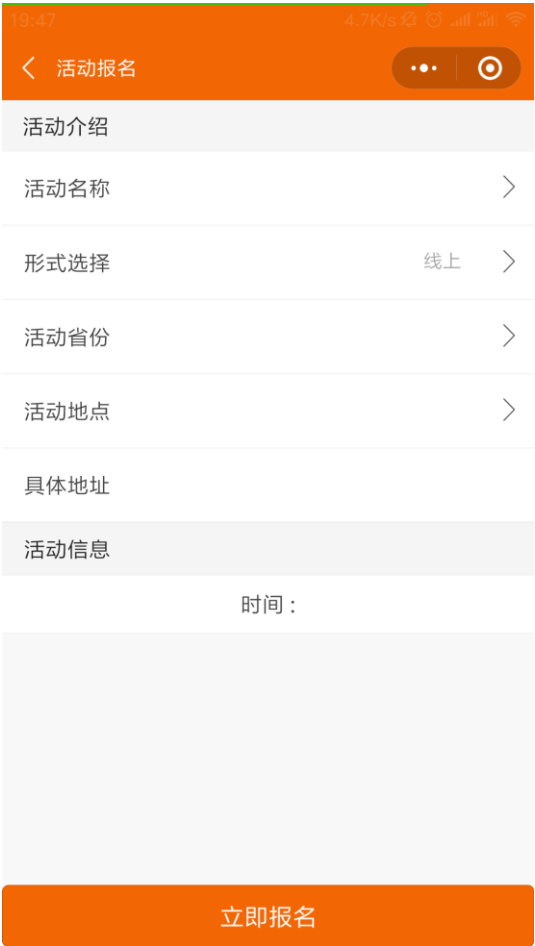 19:47 4.7K/s
活动报名
活动介绍
活动名称
形式选择 线上
活动省份
活动地点
具体地址
活动信息
时间：
立即报名